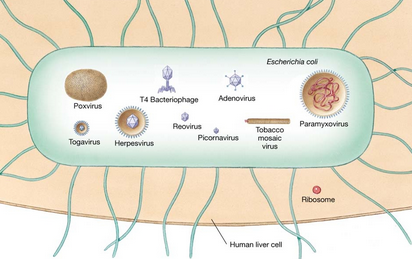 Escherichia coli
Poxvirus
T4 Bacteriophage
Adenovirus
Paramyxovirus
Togavirus
Herpesvirus
Reovirus
Picornavirus
Tobacco
mosaic
virus
Ribosome
Human liver cell